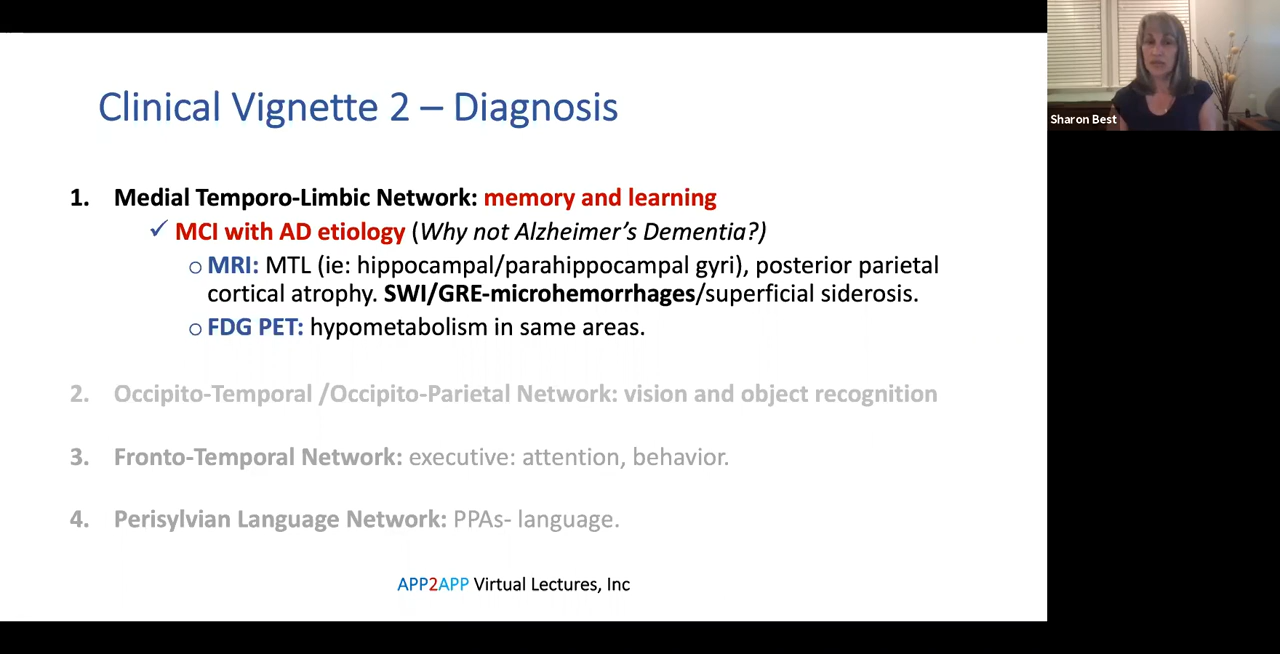 Clinical Vignette 2 – Diagnosis
Sharon Best
1. Medial Temporo-Limbic Network: memory and learning
✓ MCI with AD etiology (Why not Alzheimer's Dementia?)
○ MRI: MTL (ie: hippocampal/parahippocampal gyri), posterior parietal
cortical atrophy. SWI/GRE-microhemorrhages/superficial siderosis.
○ FDG PET: hypometabolism in same areas.
2. Occipito-Temporal /Occipito-Parietal Network: vision and object recognition
3. Fronto-Temporal Network: executive: attention, behavior.
4. Perisylvian Language Network: PPAs- language.
APP2APP Virtual Lectures, Inc